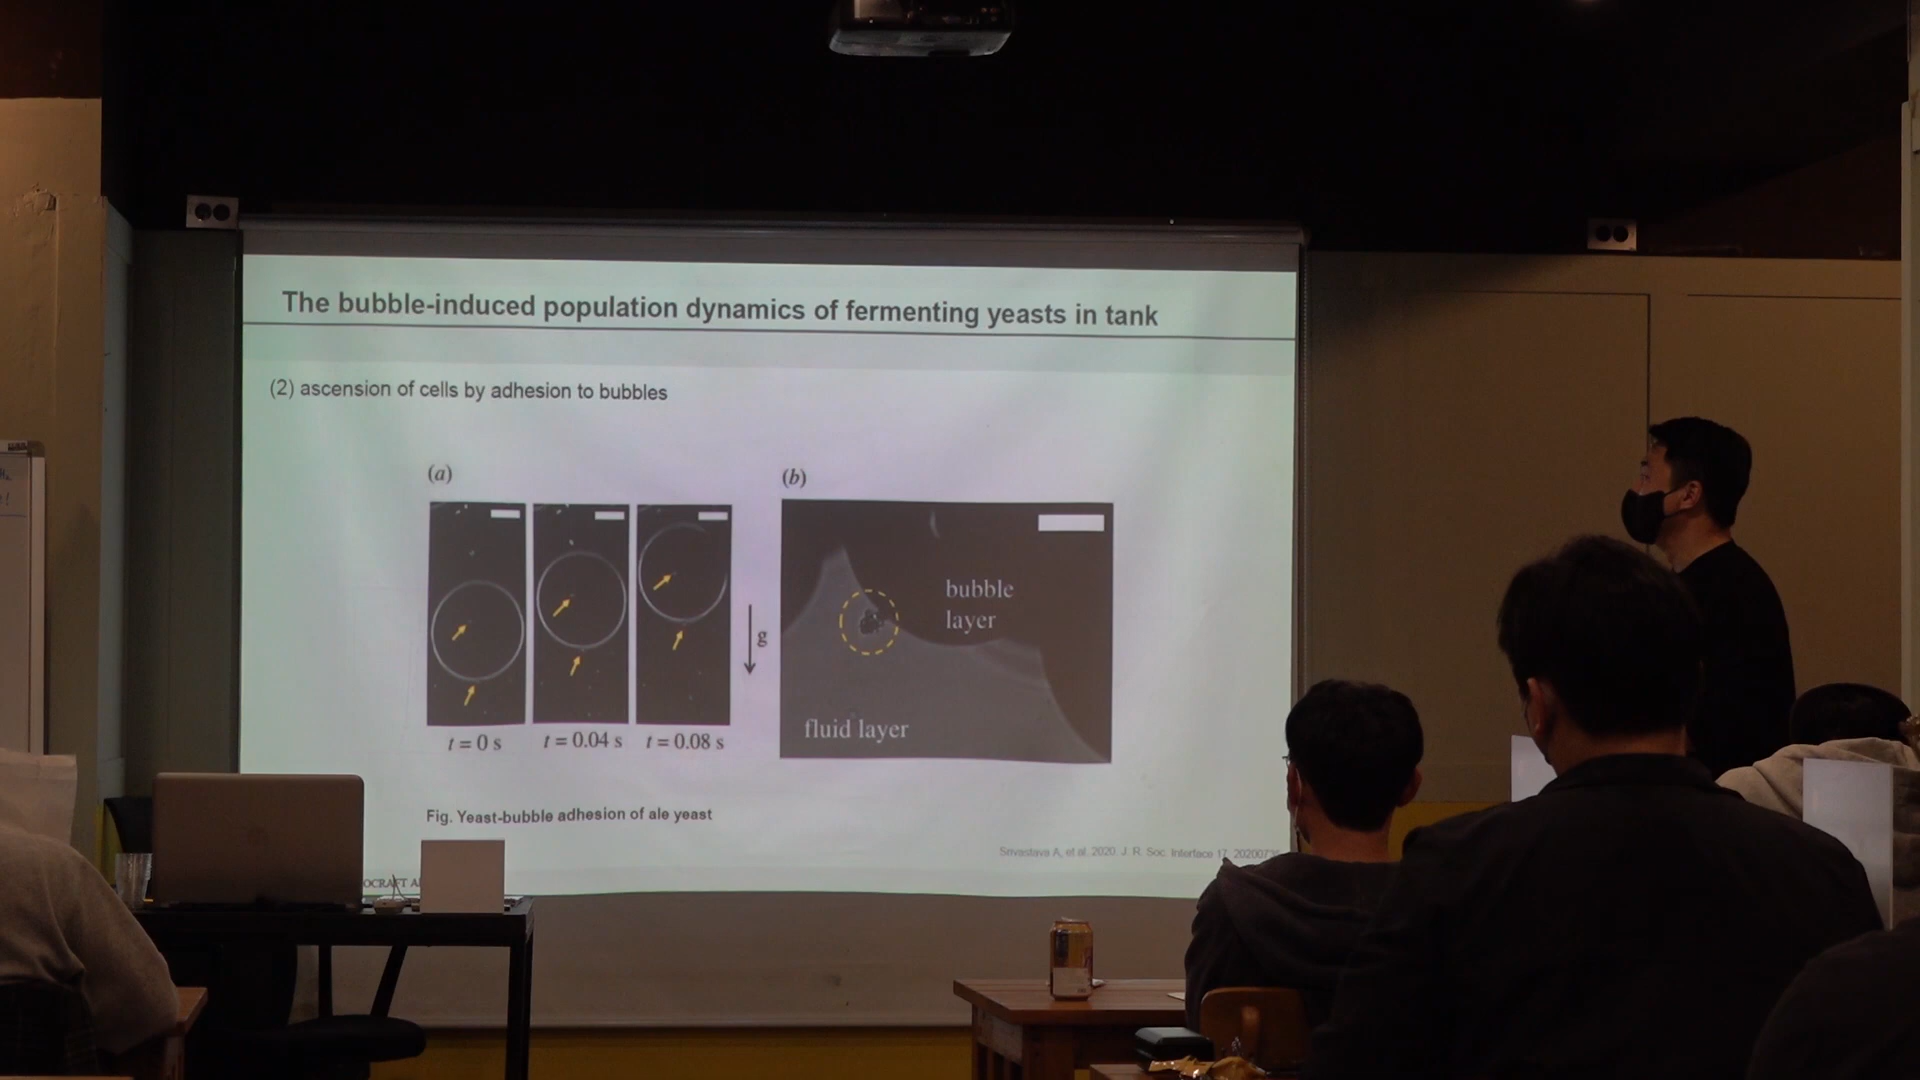 The bubble-induced population dynamics of fermenting yeasts in tank
(2) ascension of cells by adhesion to bubbles
(a)
(b)
bubble
layer
g
fluid layer
t = 0 s
t = 0.04 s
t = 0.08 s
Fig. Yeast-bubble adhesion of ale yeast
Srivastava A, et al. 2020. J. R. Soc. Interface 17